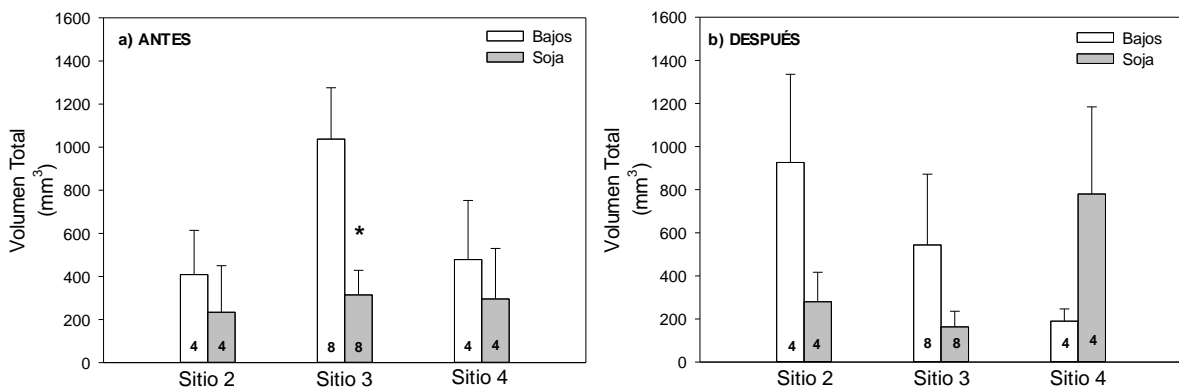 a) ANTES
Bajos
Soja
Volumen Total
(mm³)
1600
1400
1200
1000
800
600
400
200
0
*
4
4
8
8
4
4
Sitio 2
Sitio 3
Sitio 4
b) DESPUÉS
Bajos
Soja
Volumen Total
(mm³)
1600
1400
1200
1000
800
600
400
200
0
4
4
8
8
4
4
Sitio 2
Sitio 3
Sitio 4